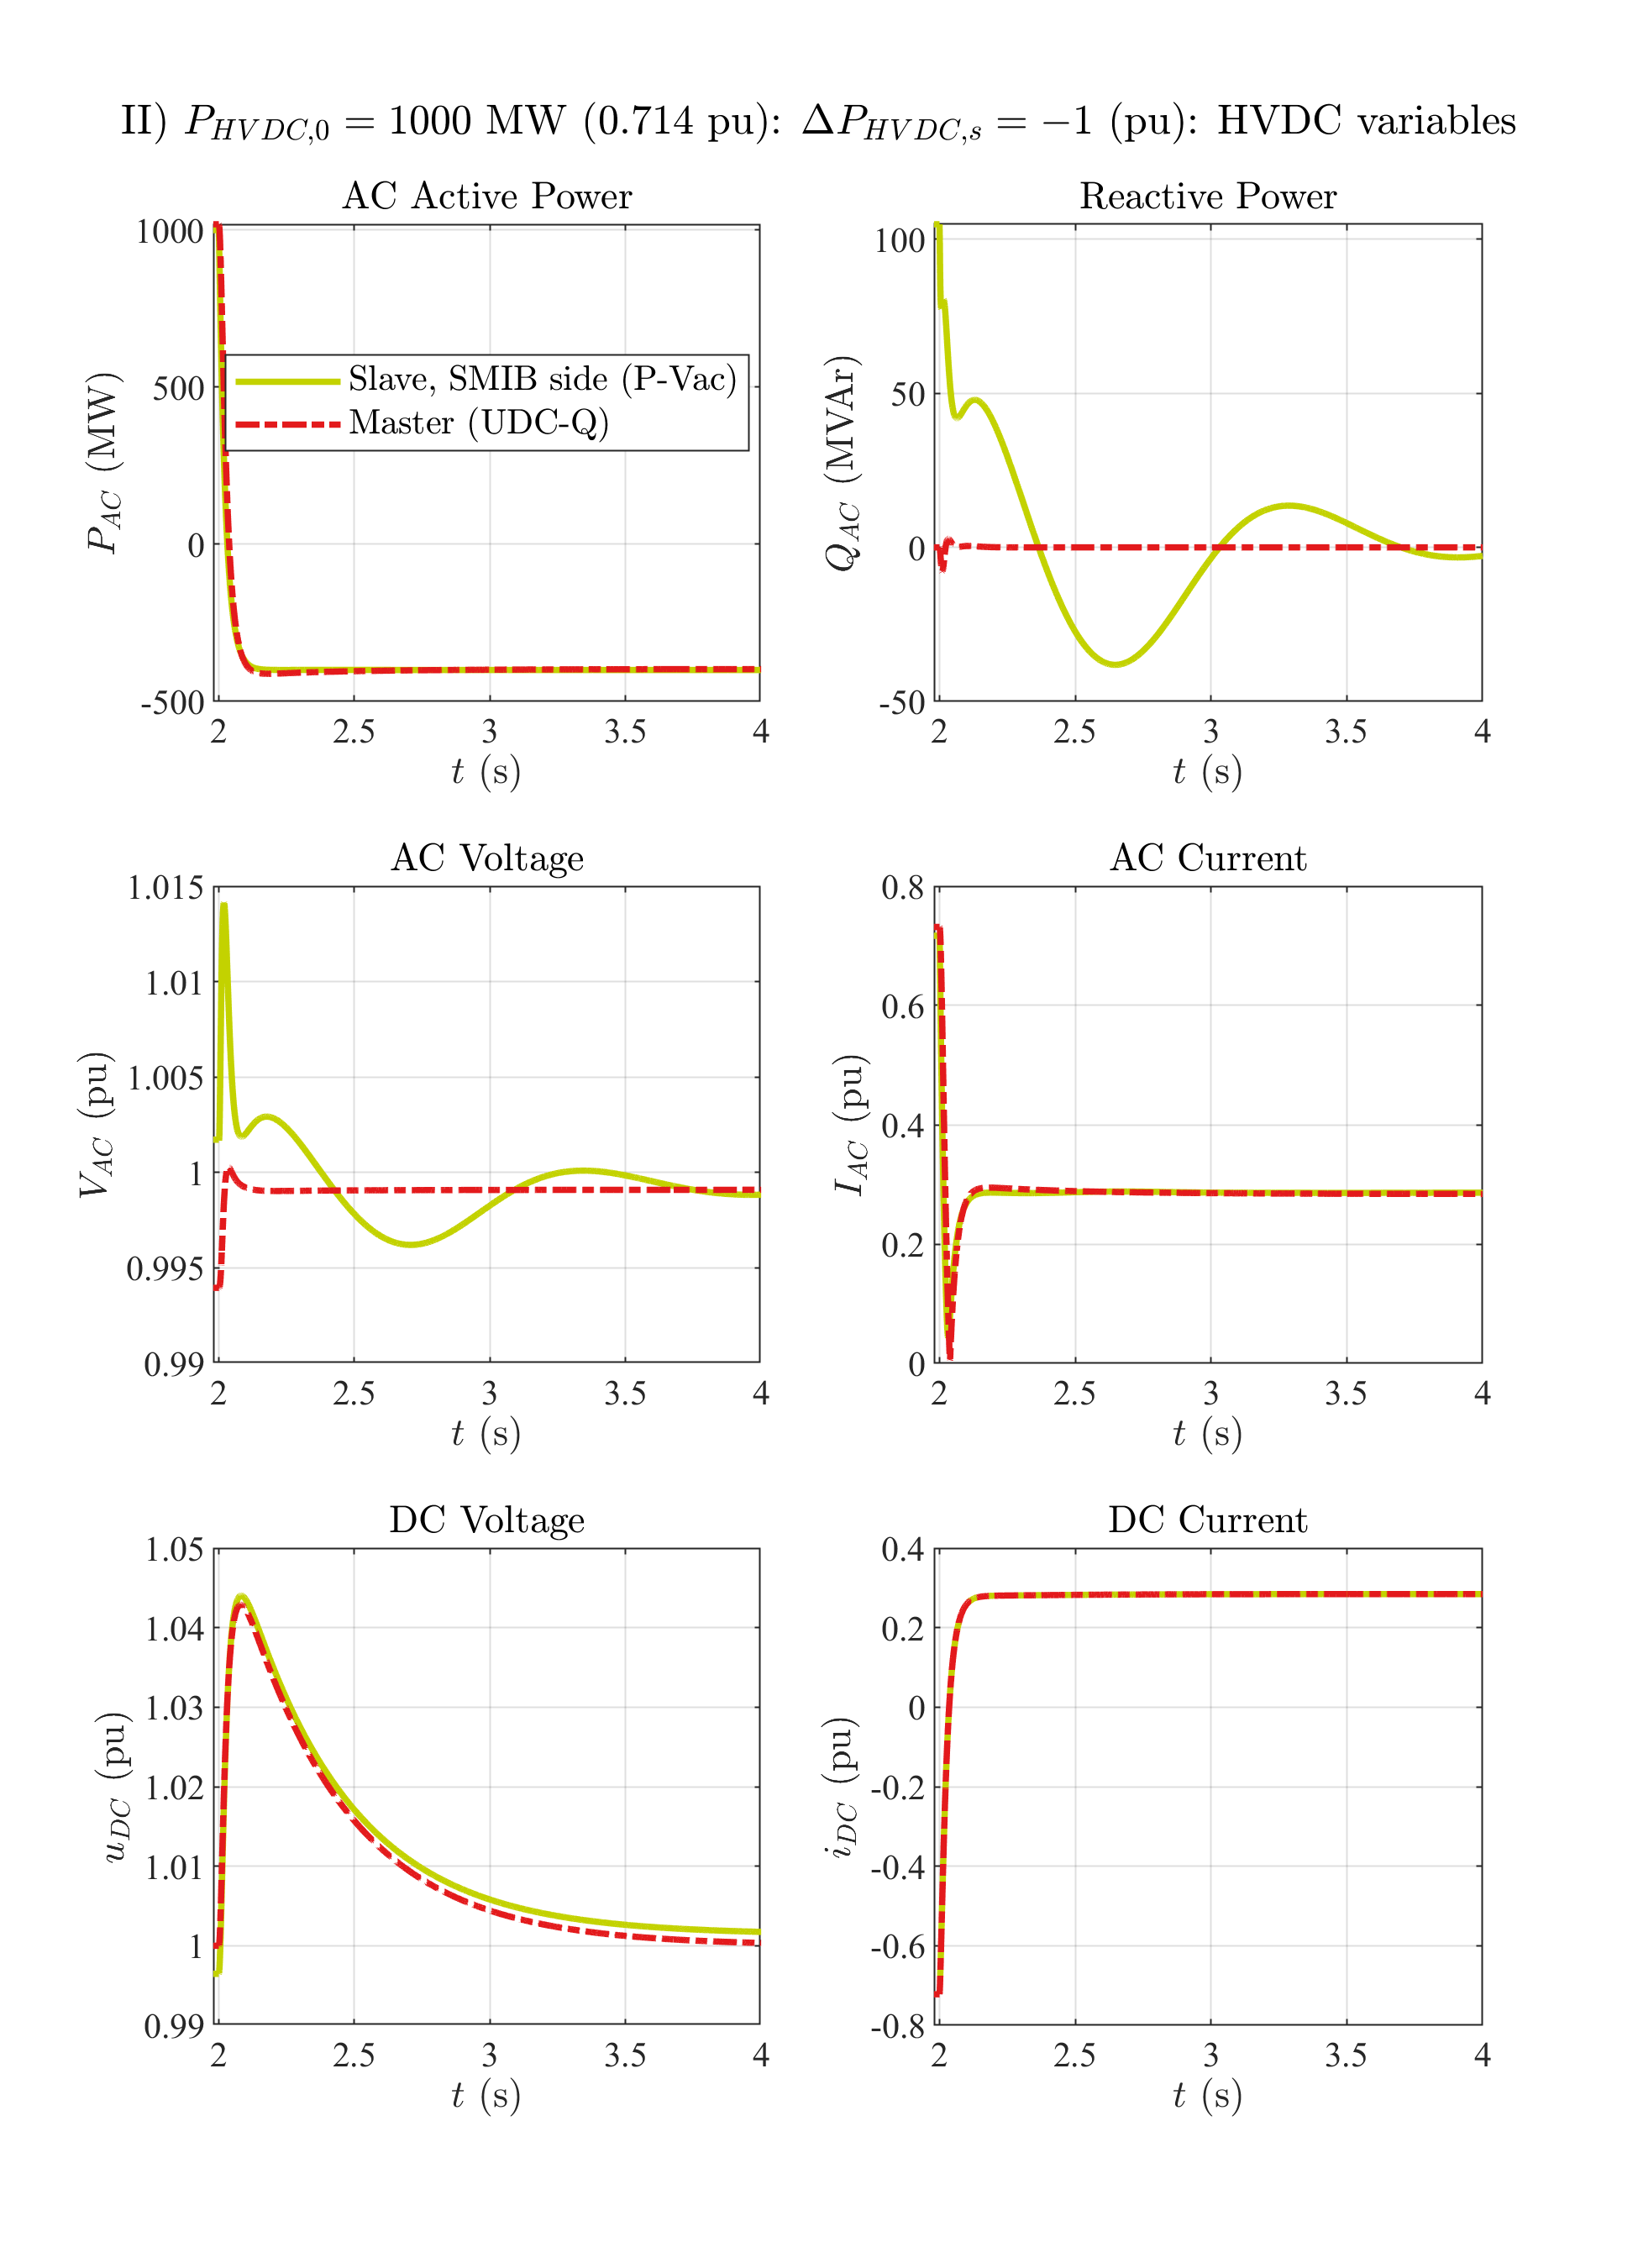 II) P_{HVDC,0} = 1000 MW (0.714 pu): ΔP_{HVDC,s} = −1 (pu): HVDC variables
AC Active Power
1000
500
0
-500
P_{AC} (MW)
Slave, SMIB side (P-Vac)
Master (UDC-Q)
2 2.5 3 3.5 4
t (s)
Reactive Power
100
50
0
-50
Q_{AC} (MVAr)
2 2.5 3 3.5 4
t (s)
AC Voltage
1.015
1.01
1.005
1
0.995
0.99
V_{AC} (pu)
2 2.5 3 3.5 4
t (s)
AC Current
0.8
0.6
0.4
0.2
0
I_{AC} (pu)
2 2.5 3 3.5 4
t (s)
DC Voltage
1.05
1.04
1.03
1.02
1.01
1
0.99
u_{DC} (pu)
2 2.5 3 3.5 4
t (s)
DC Current
0.4
0.2
0
-0.2
-0.4
-0.6
-0.8
i_{DC} (pu)
2 2.5 3 3.5 4
t (s)